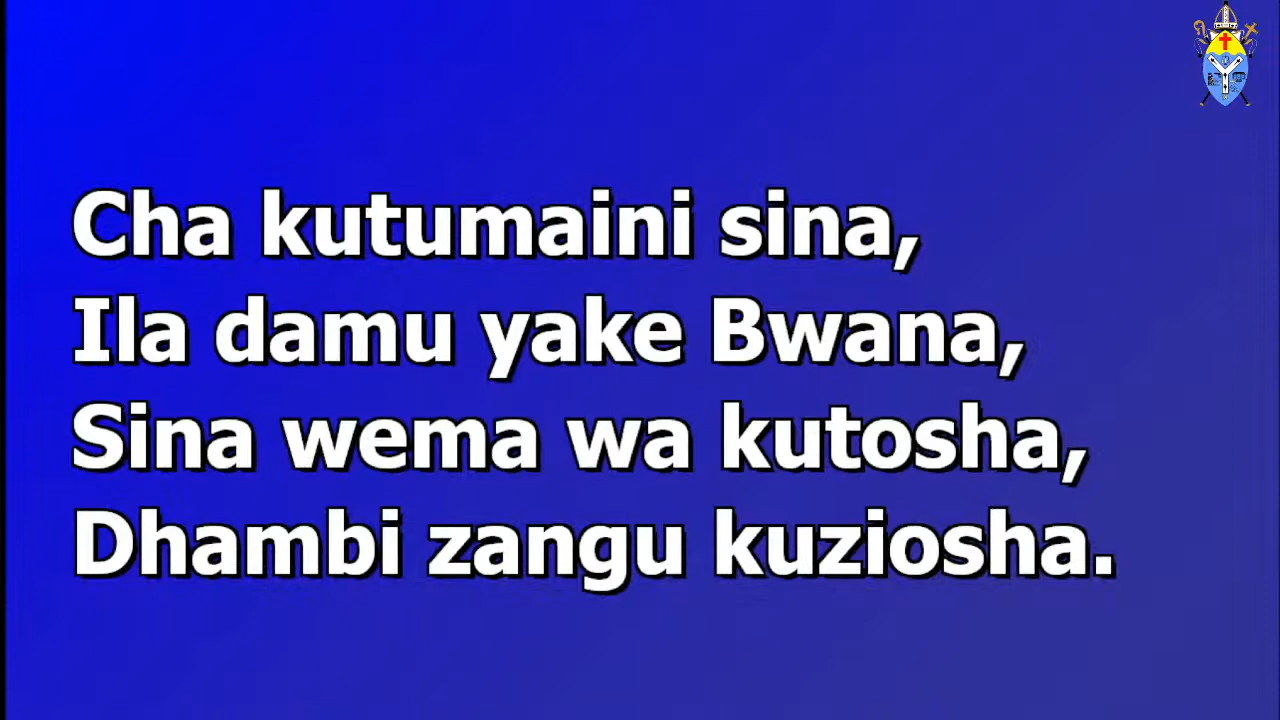 Cha kutumaini sina,
Ila damu yake Bwana,
Sina wema wa kutosha,
Dhambi zangu kuziosha.